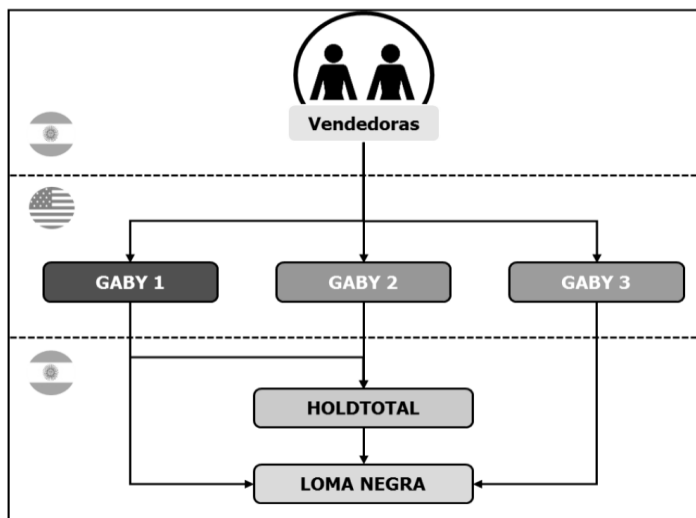 Vendedoras
GABY 1
GABY 2
GABY 3
HOLDTOTAL
LOMA NEGRA